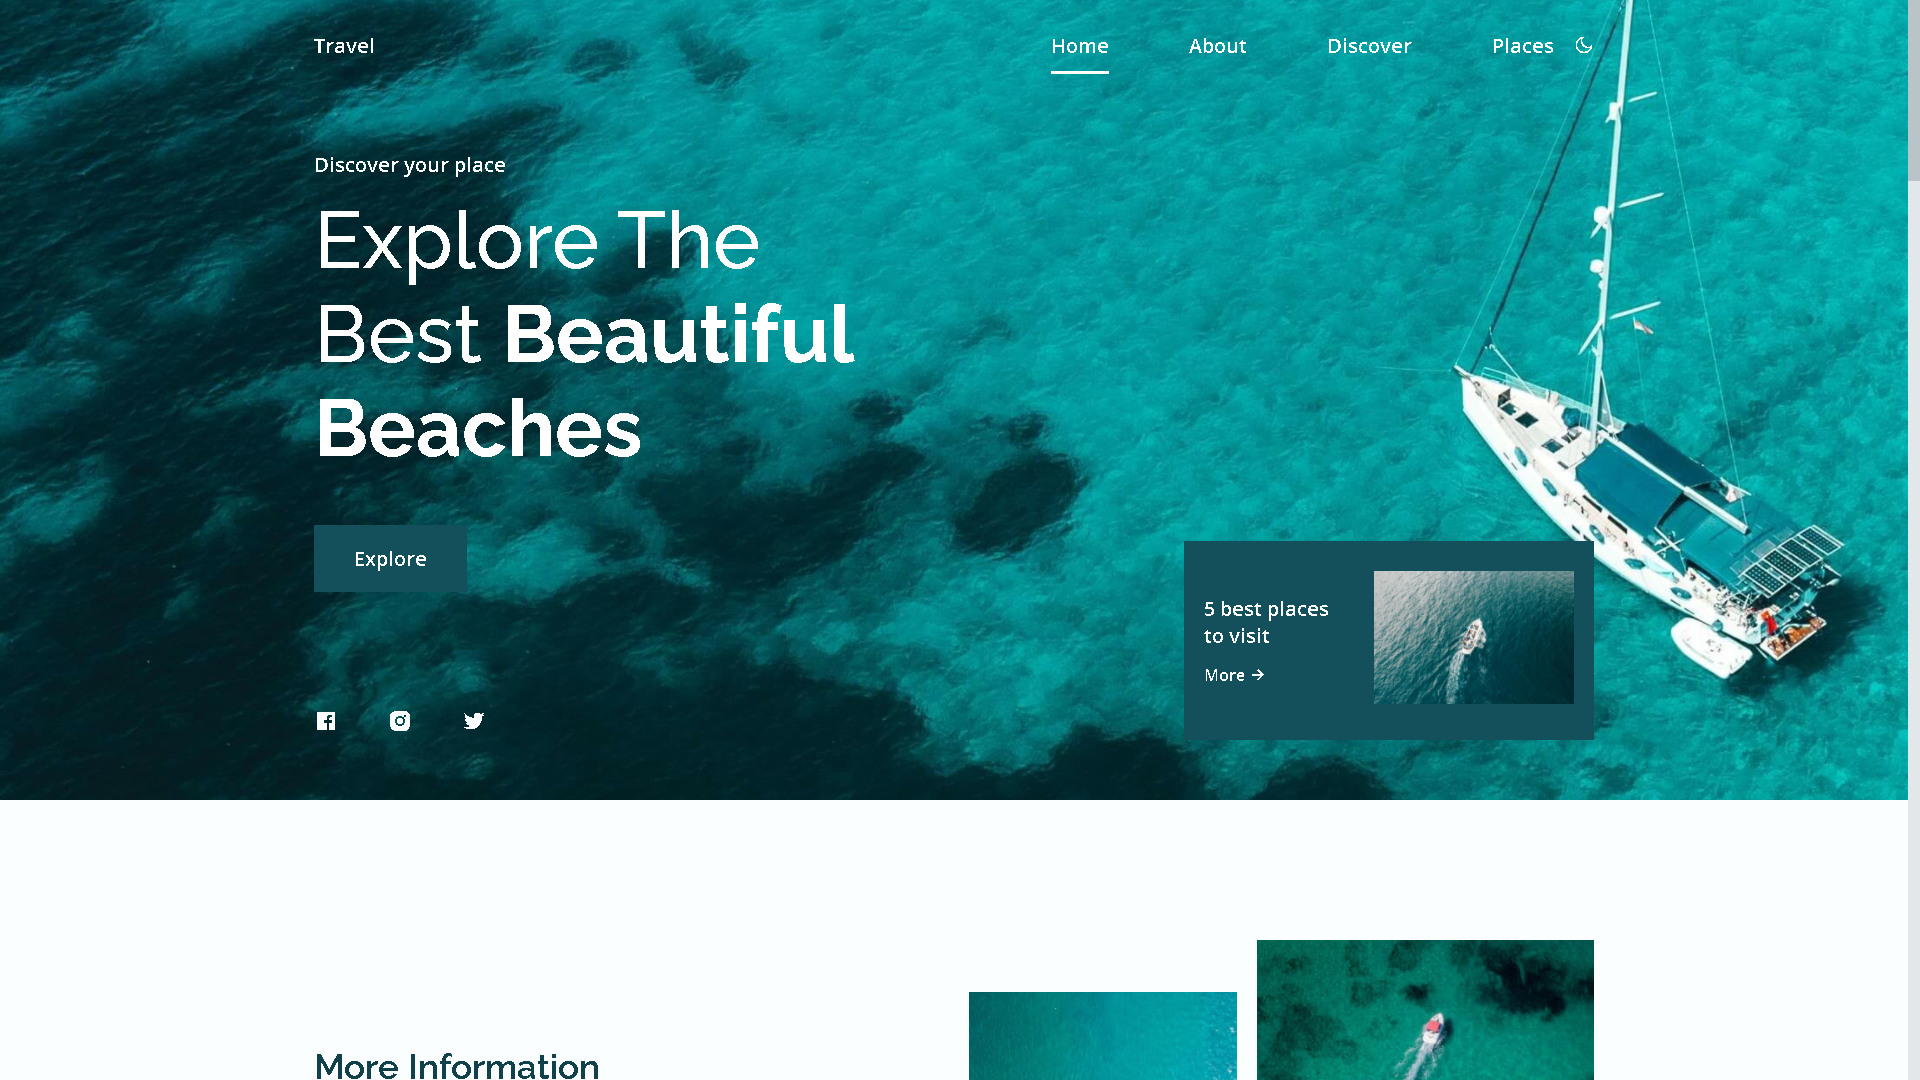 Travel
Home
About
Discover
Places
Discover your place
Explore The
Best Beautiful
Beaches
Explore
5 best places
to visit
More
More Information